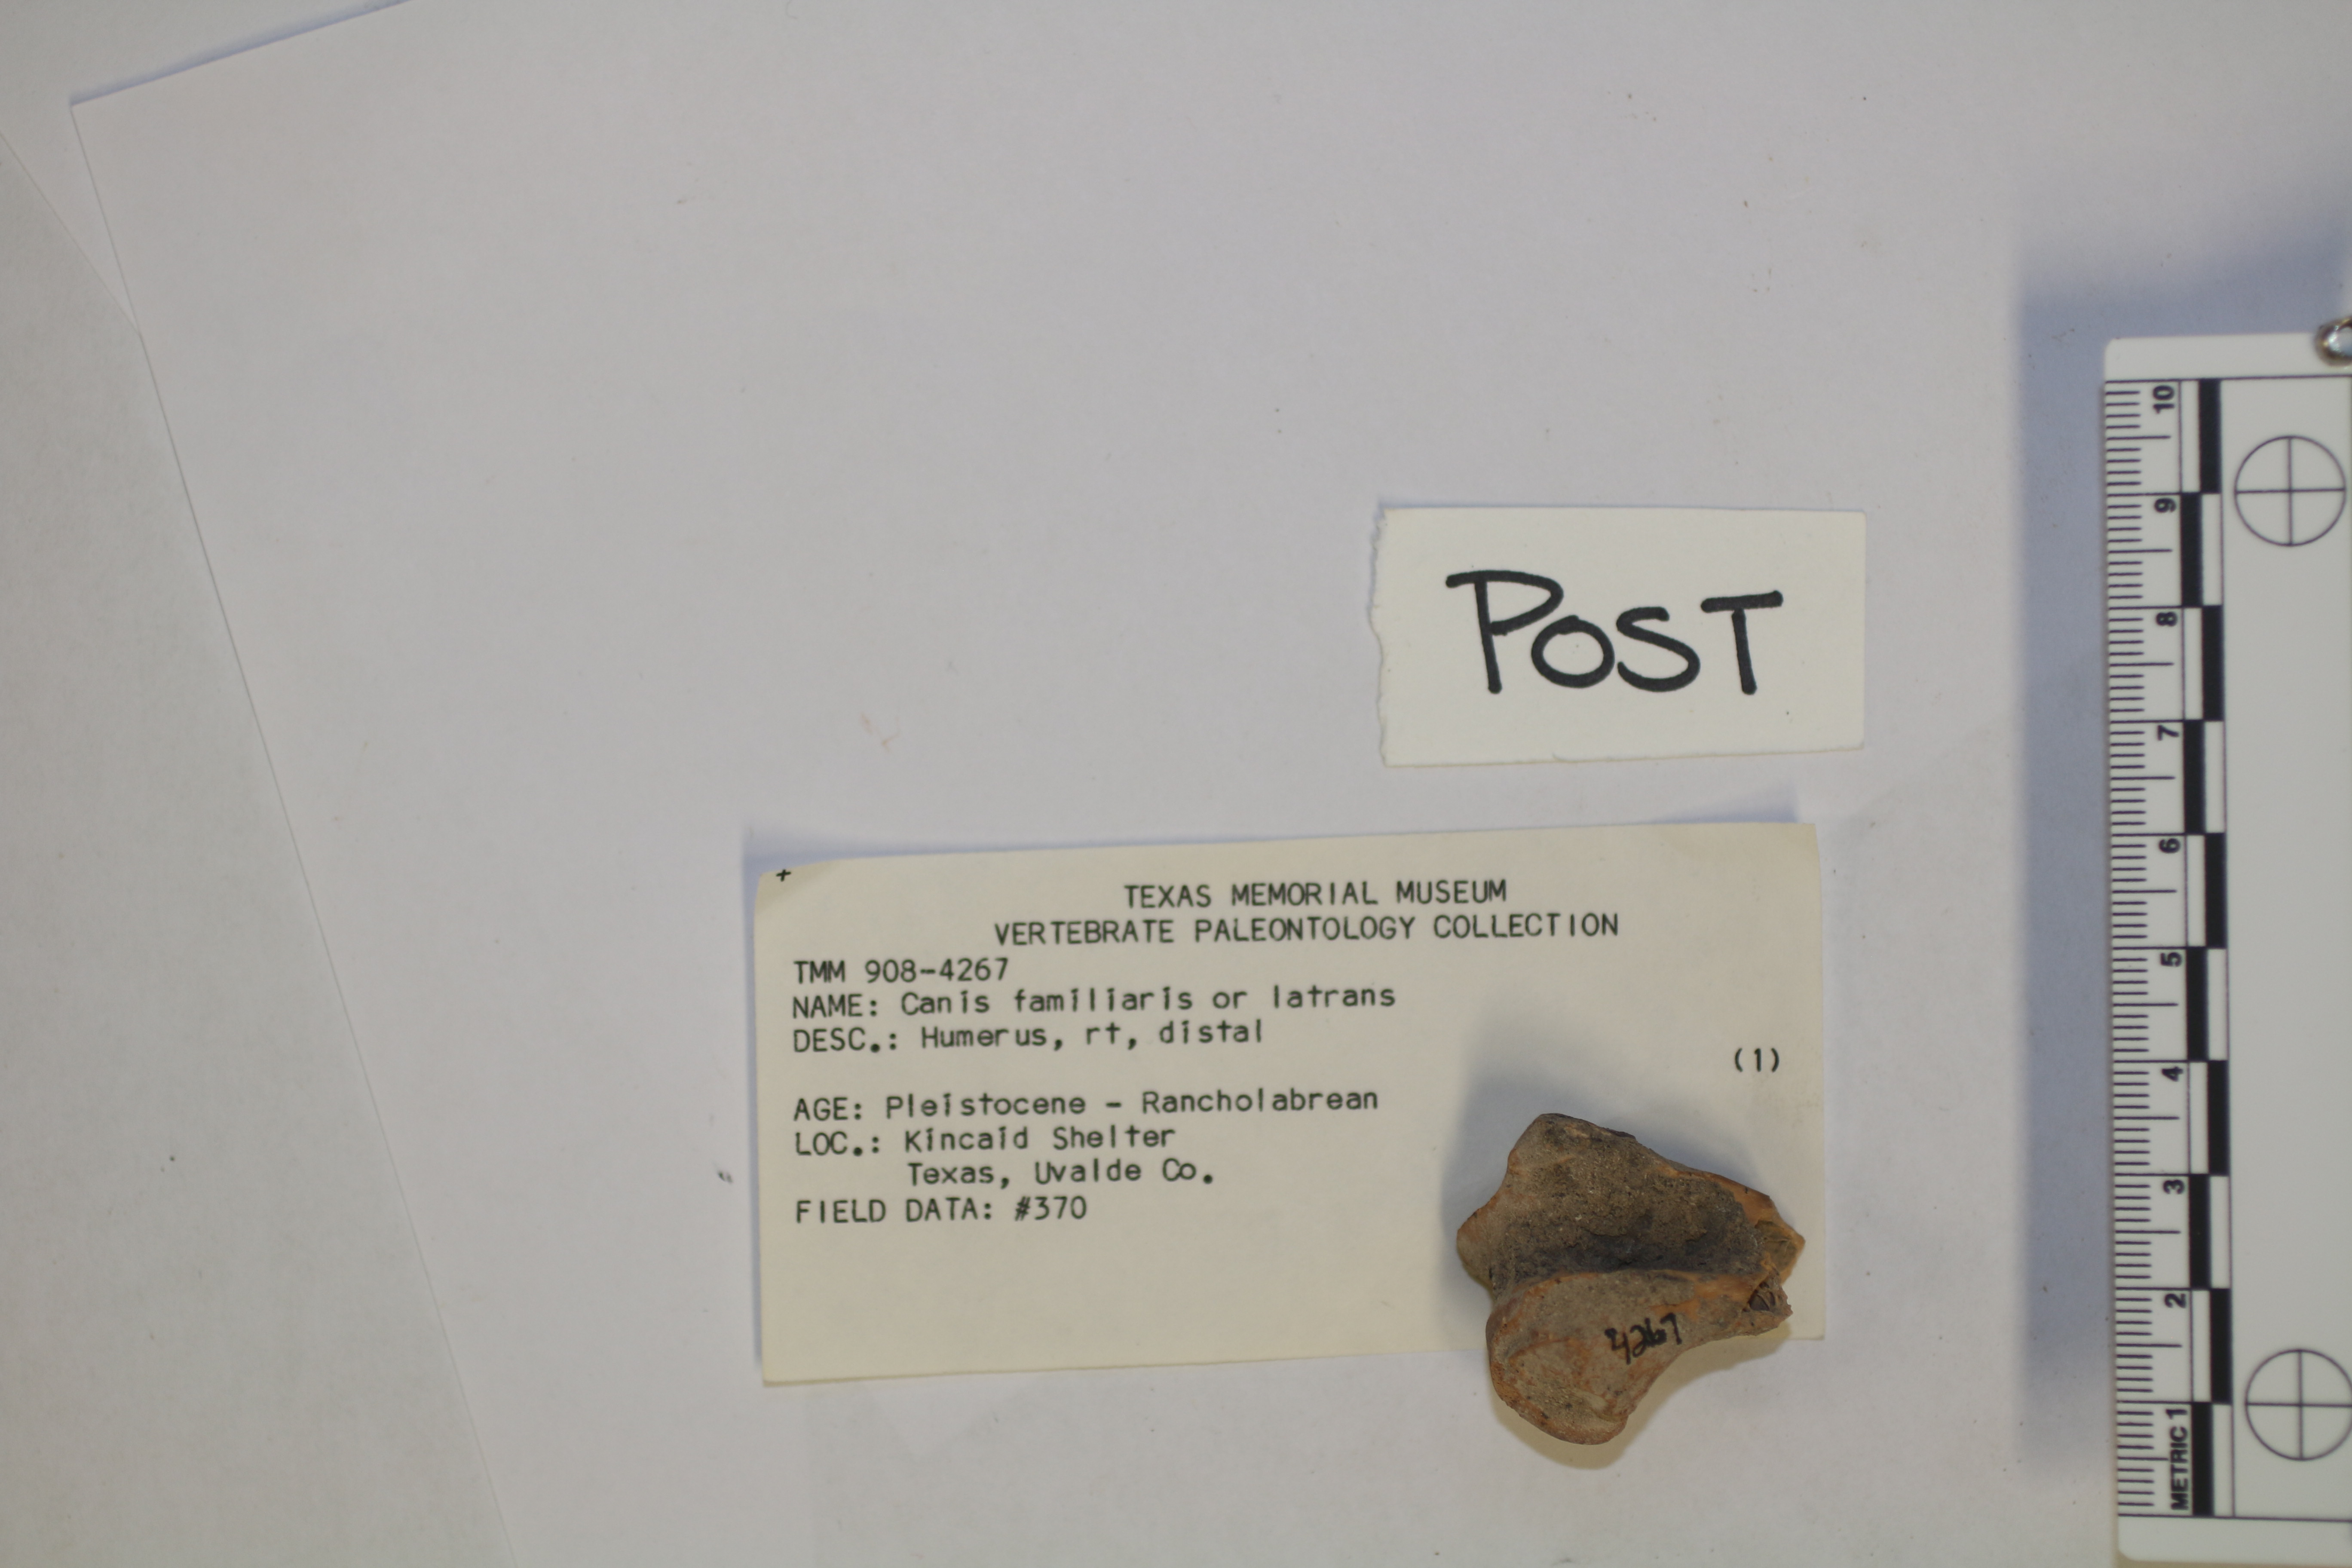 +
TEXAS MEMORIAL MUSEUM
VERTEBRATE PALEONTOLOGY COLLECTION
TMM 908-4267
NAME: Canis familiaris or latrans
DESC.: Humerus, rt, distal
(1)
AGE: Pleistocene - Rancholabrean
LOC.: Kincaid Shelter
Texas, Uvalde Co.
FIELD DATA: #370
4267
POST
METRIC 1 2 3 4 5 6 7 8 9 10